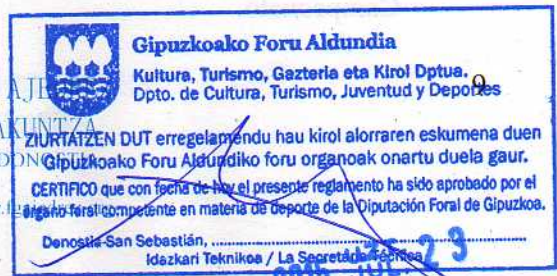 Gipuzkoako Foru Aldundia
Kultura, Turismo, Gazteria eta Kirol Dptua.
Dpto. de Cultura, Turismo, Juventud y Deportes
9
ZIURTATZEN DUT erregelamendu hau kirol alorraren eskumena duen
Gipuzkoako Foru Aldundiko foru organoak onartu duela gaur.
CERTIFICO que con fecha de hoy el presente reglamento ha sido aprobado por el
órgano foral competente en materia de deporte de la Diputación Foral de Gipuzkoa.
Donostia-San Sebastián, ..............................................
Idazkari Teknikoa / La Secretaria Técnica
23